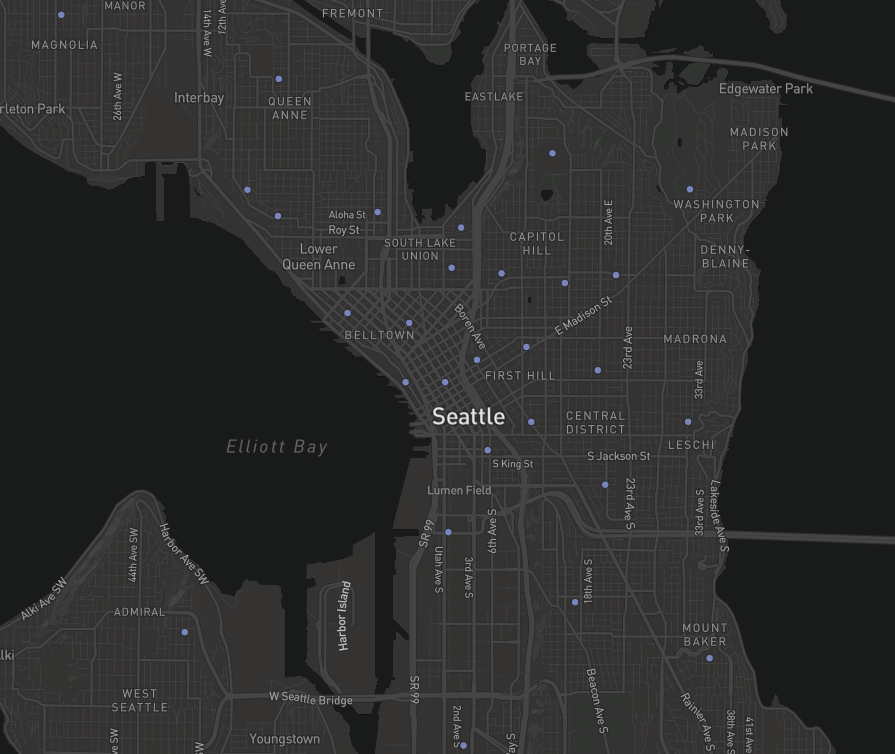 MANOR
FREMONT
14th Ave W
12th Ave
MAGNOLIA
PORTAGE
BAY
26th Ave W
Interbay
QUEEN
ANNE
EASTLAKE
Edgewater Park
rleton Park
MADISON
PARK
Aloha St
Roy St
20th Ave E
WASHINGTON
PARK
Lower
Queen Anne
SOUTH LAKE
UNION
CAPITOL
HILL
DENNY-
BLAINE
BELLTOWN
Boren Ave
E Madison St
23rd Ave
MADRONA
FIRST HILL
33rd Ave
Seattle
CENTRAL
DISTRICT
Elliott Bay
LESCHI
S King St
S Jackson St
Lumen Field
SR 99
6th Ave S
23rd Ave S
33rd Ave S
Lakeside Ave S
44th Ave SW
Harbor Ave SW
Utah Ave S
3rd Ave S
18th Ave S
Alki Ave SW
ADMIRAL
Harbor Island
MOUNT
BAKER
lki
WEST
SEATTLE
W Seattle Bridge
SR 99
2nd Ave S
Beacon Ave S
Rainier Ave S
38th Ave S
41st Ave
Youngstown
ve SW
W
ay S